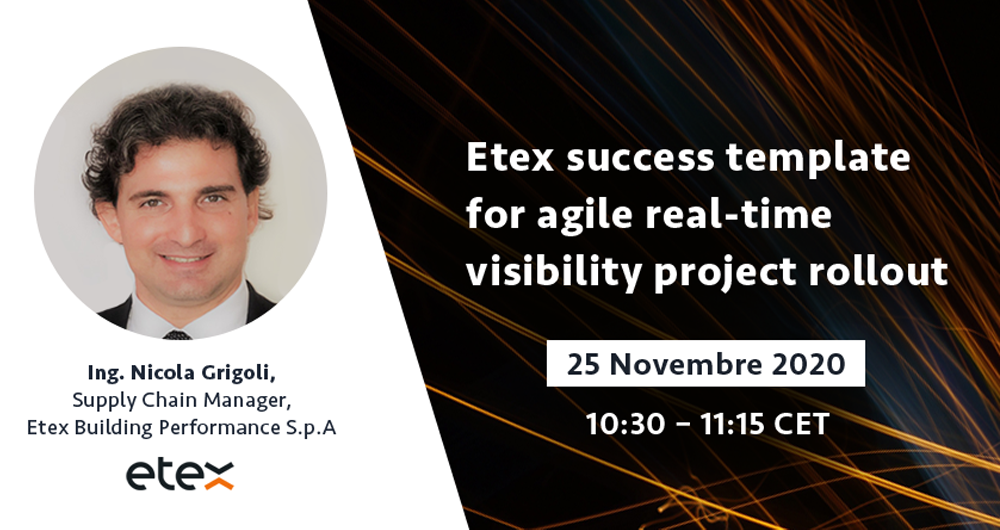 Ing. Nicola Grigoli,
Supply Chain Manager,
Etex Building Performance S.p.A
etex
Etex success template
for agile real-time
visibility project rollout
25 Novembre 2020
10:30 – 11:15 CET